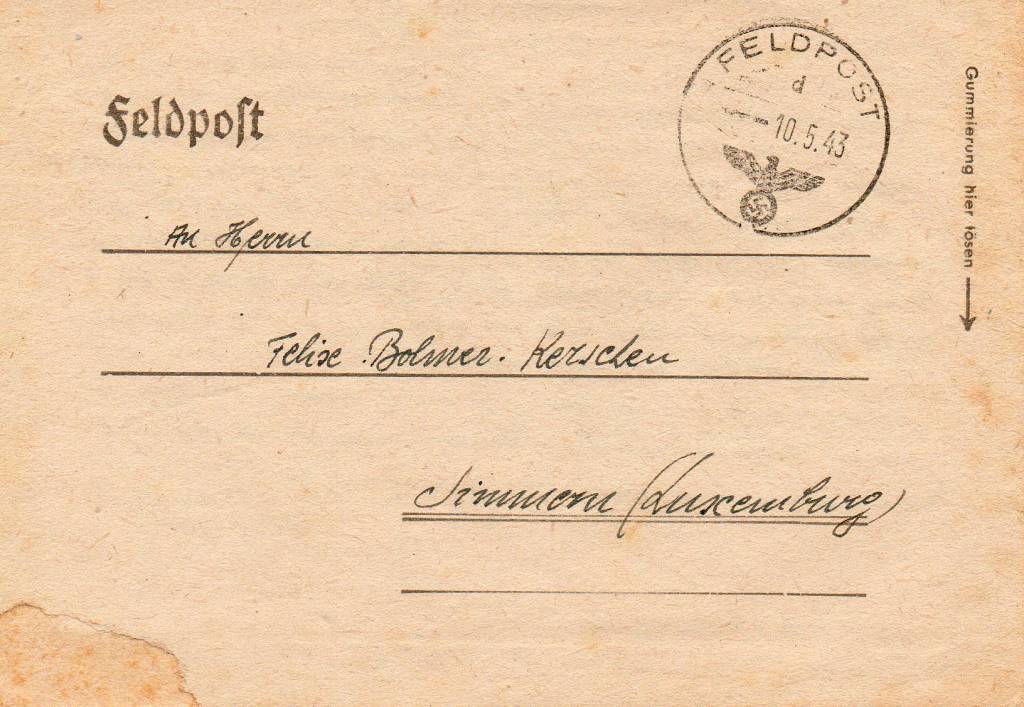 Feldpost
FELDPOST
d
10.5.43
Gummierung hier lösen
An Herrn
Felix Bolmer-Kerschen
Simmern (Luxemburg)